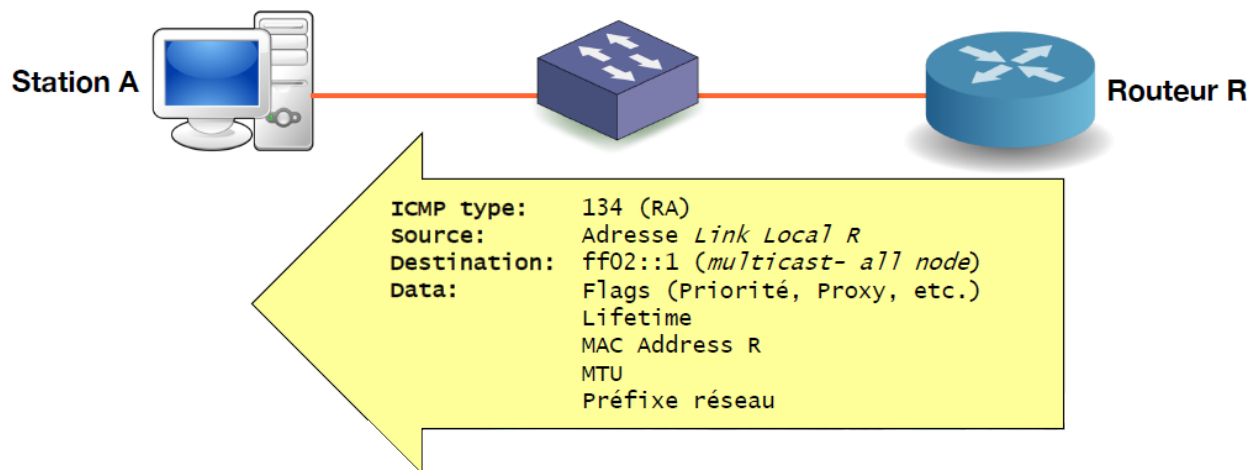 Station A
Routeur R
ICMP type: 134 (RA)
Source: Adresse Link Local R
Destination: ff02::1 (multicast- all node)
Data: Flags (Priorité, Proxy, etc.)
Lifetime
MAC Address R
MTU
Préfixe réseau